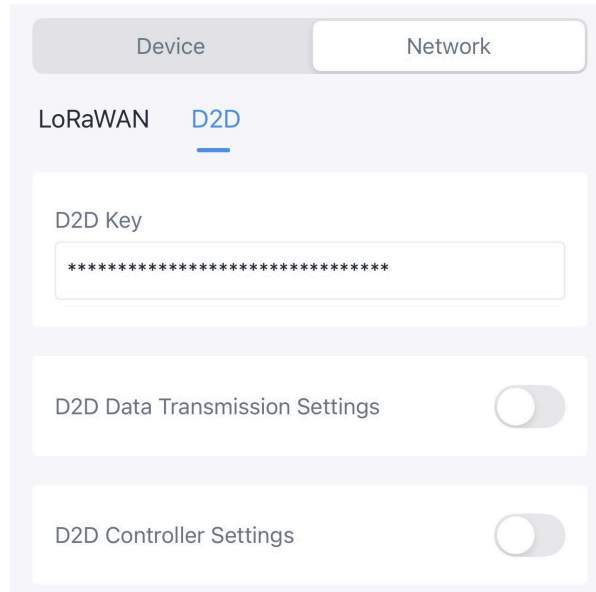 Device Network
LoRaWAN D2D
D2D Key
********************************
D2D Data Transmission Settings
D2D Controller Settings